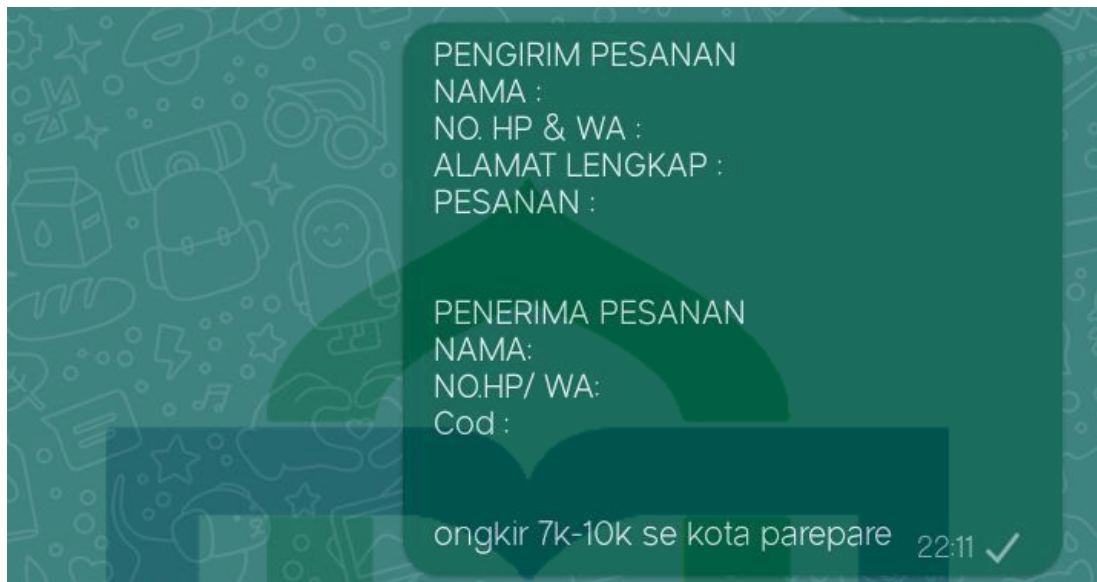 PENGIRIM PESANAN
NAMA :
NO. HP & WA :
ALAMAT LENGKAP :
PESANAN :
PENERIMA PESANAN
NAMA:
NO.HP/ WA:
Cod :
ongkir 7k-10k se kota parepare 22:11